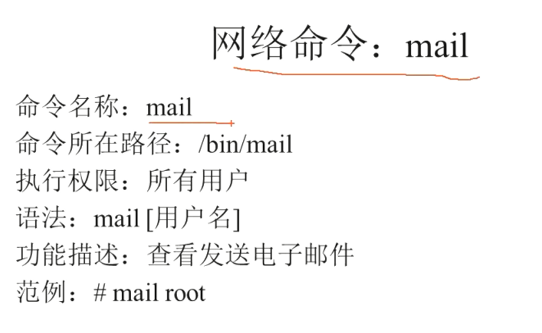 网络命令：mail
命令名称：mail
命令所在路径：/bin/mail
执行权限：所有用户
语法：mail [用户名]
功能描述：查看发送电子邮件
范例：# mail root